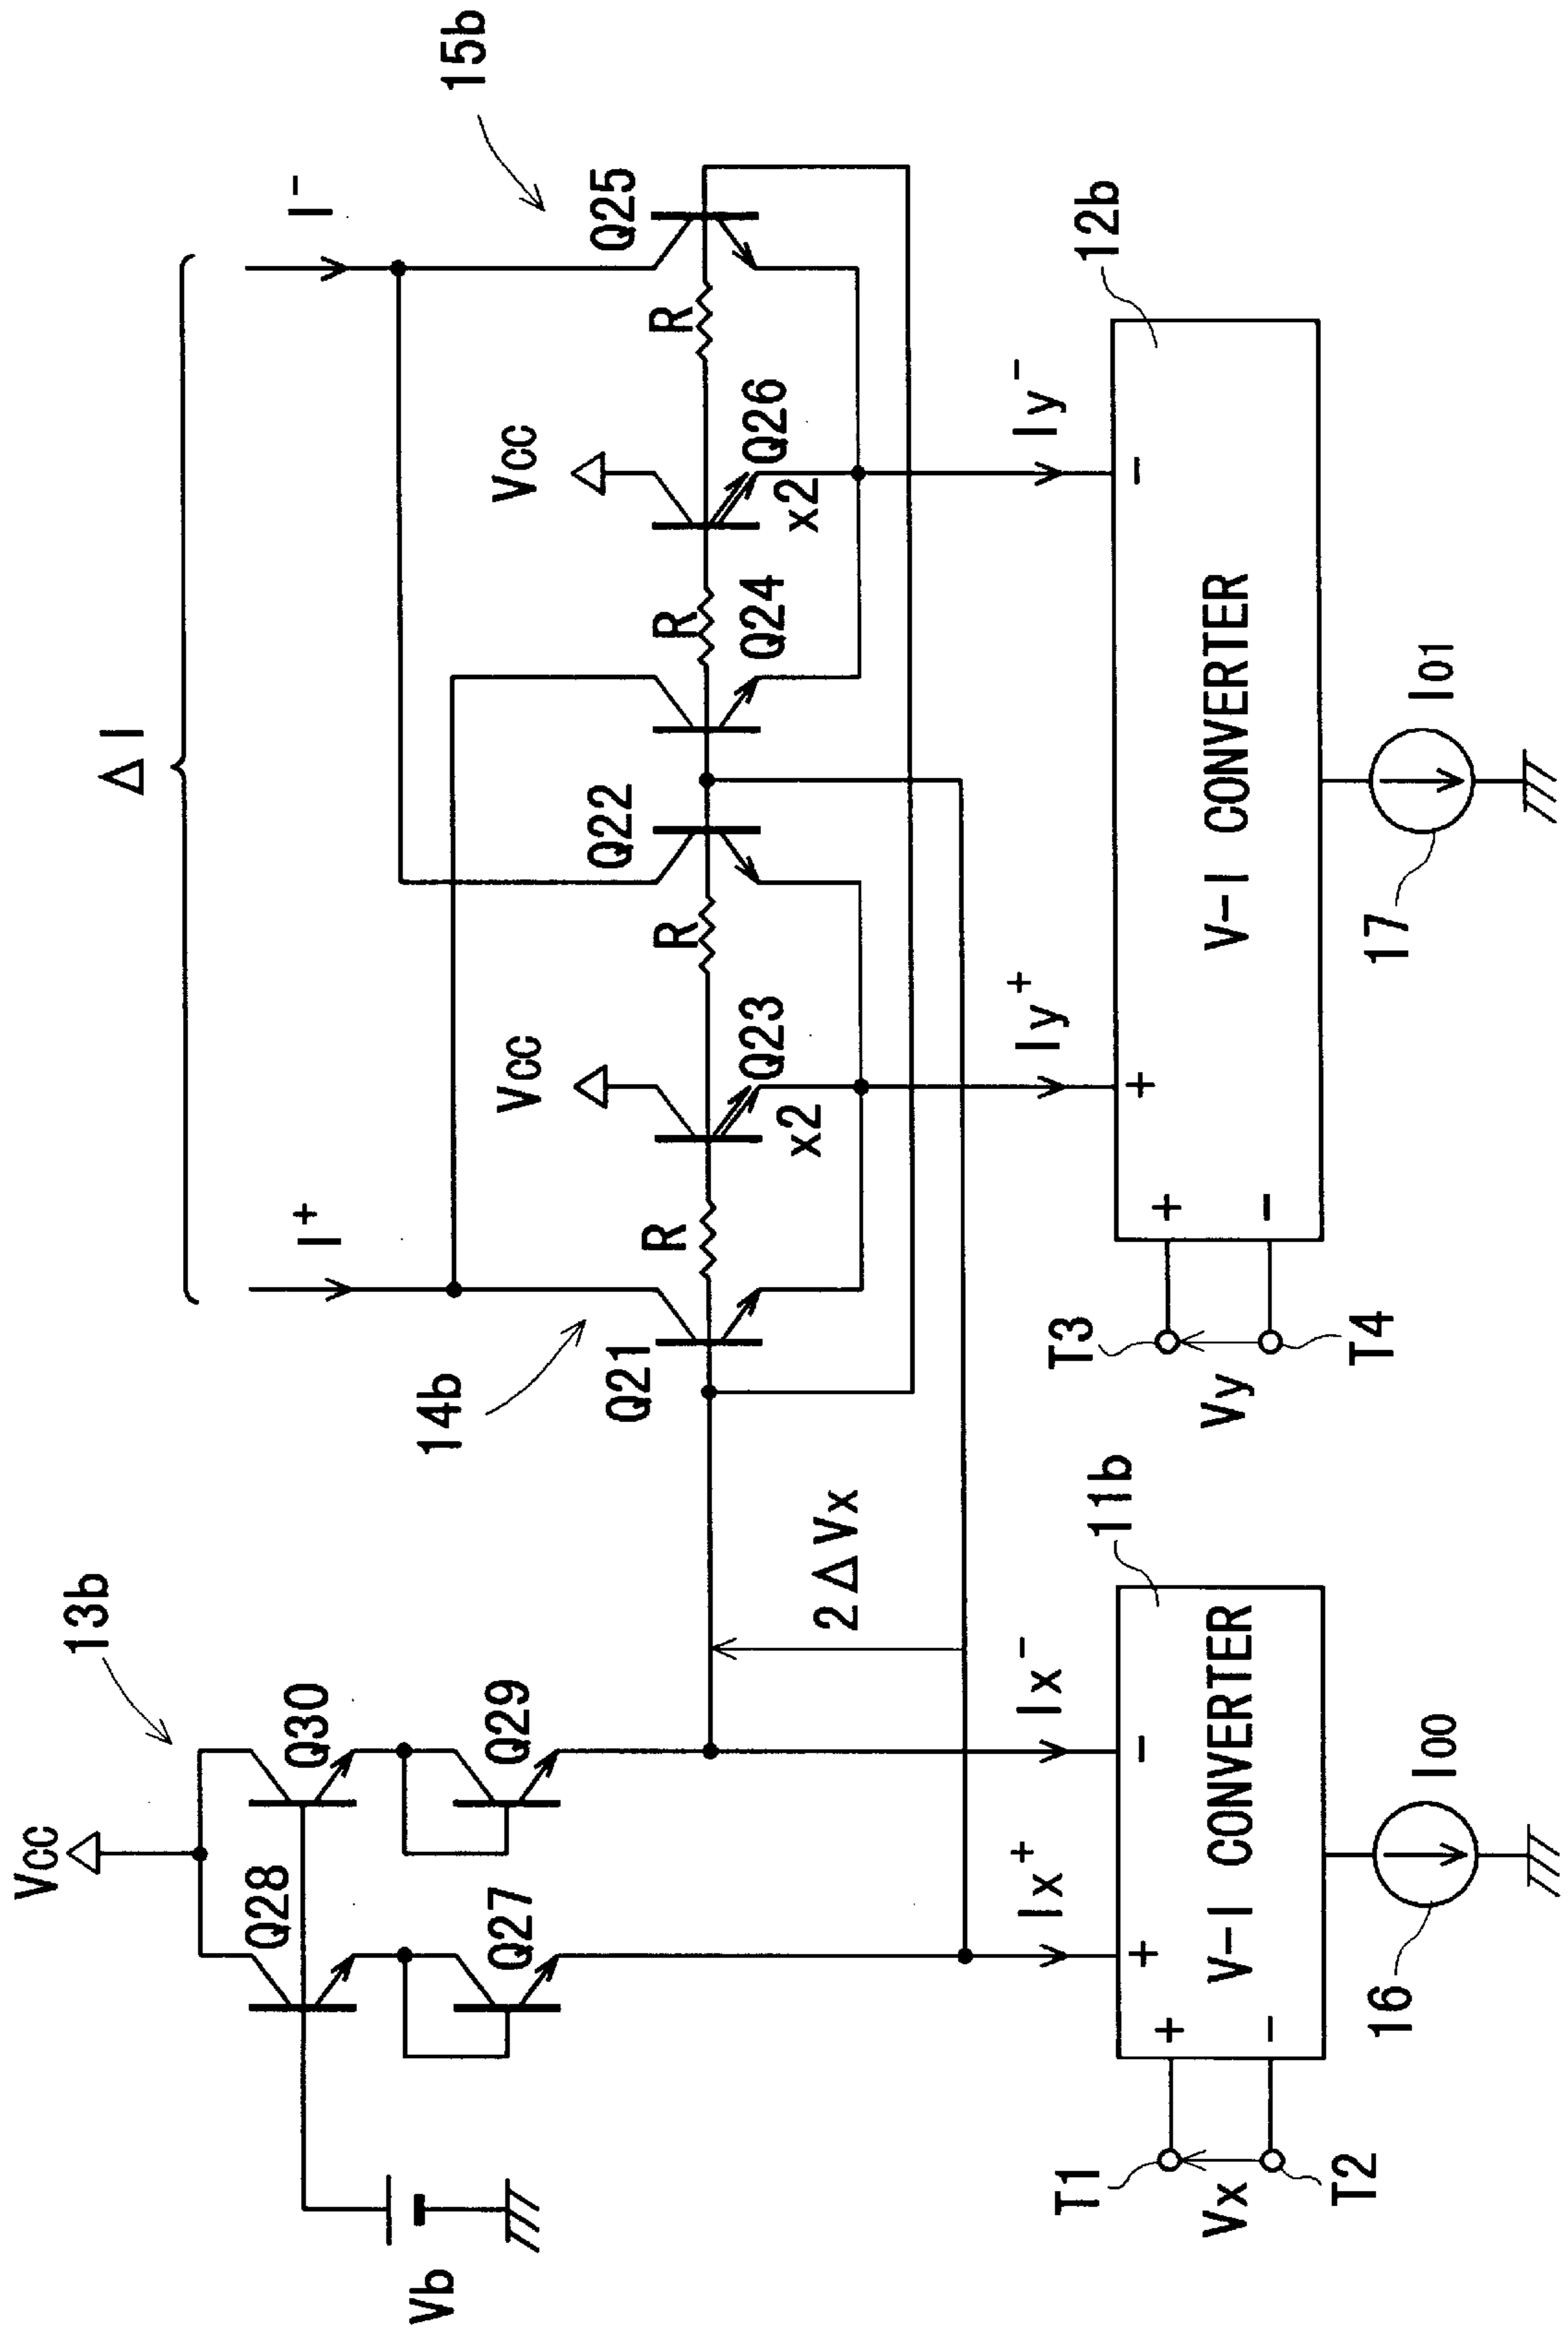 ΔI
I+
I−
15b
14b
13b
Vcc
Vcc
Vcc
Q28
Q30
Q27
Q29
Vb
Q21
R
Q23
x2
R
Q22
Q24
R
Q26
x2
R
Q25
2ΔVx
Ix+
Ix−
Iy+
Iy−
11b
12b
+
−
+
−
V-I CONVERTER
+
−
+
−
V-I CONVERTER
T1
Vx
T2
T3
Vy
T4
16
I00
17
I01